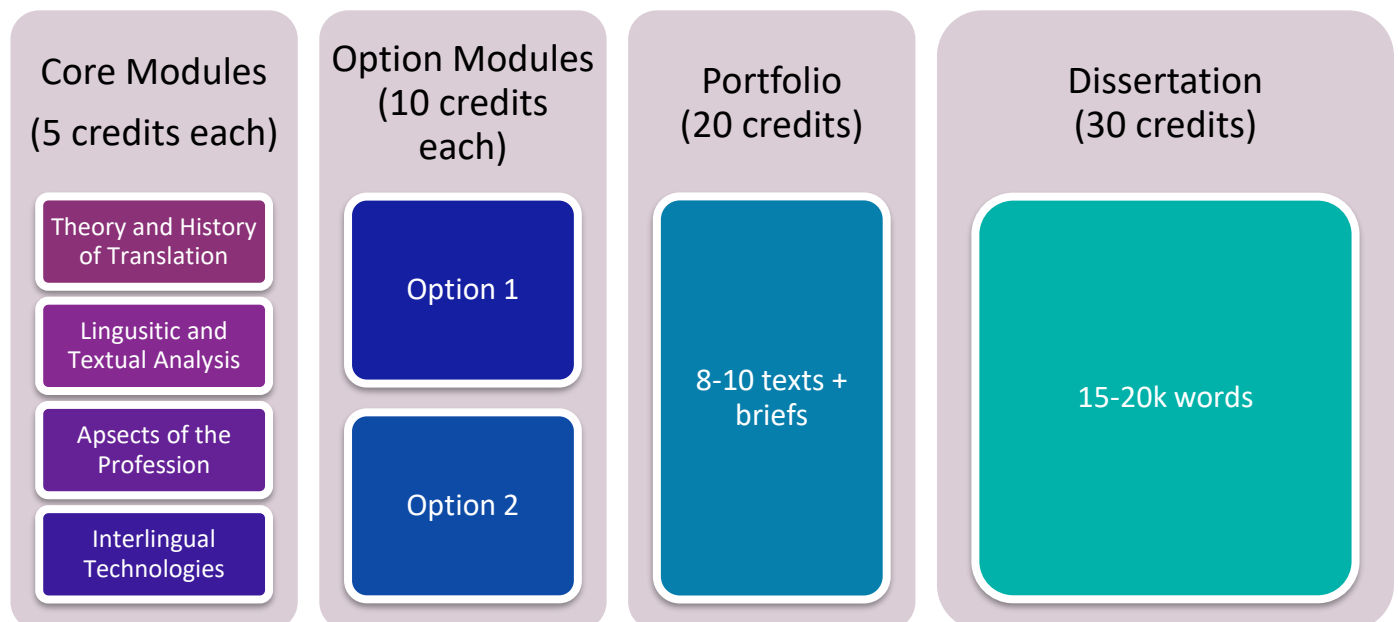 Core Modules
(5 credits each)
Theory and History
of Translation
Lingusitic and
Textual Analysis
Apsects of the
Profession
Interlingual
Technologies
Option Modules
(10 credits
each)
Option 1
Option 2
Portfolio
(20 credits)
8-10 texts +
briefs
Dissertation
(30 credits)
15-20k words